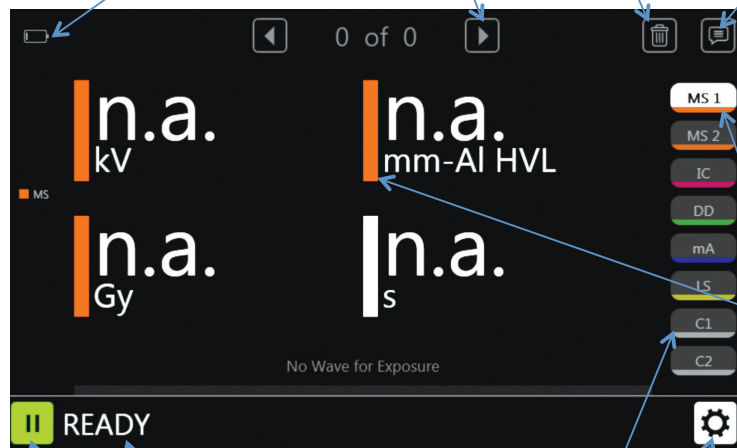 0 of 0
n.a.
kV
n.a.
mm-Al HVL
MS 1
MS 2
IC
MS
DD
n.a.
Gy
n.a.
s
mA
LS
C1
No Wave for Exposure
C2
READY